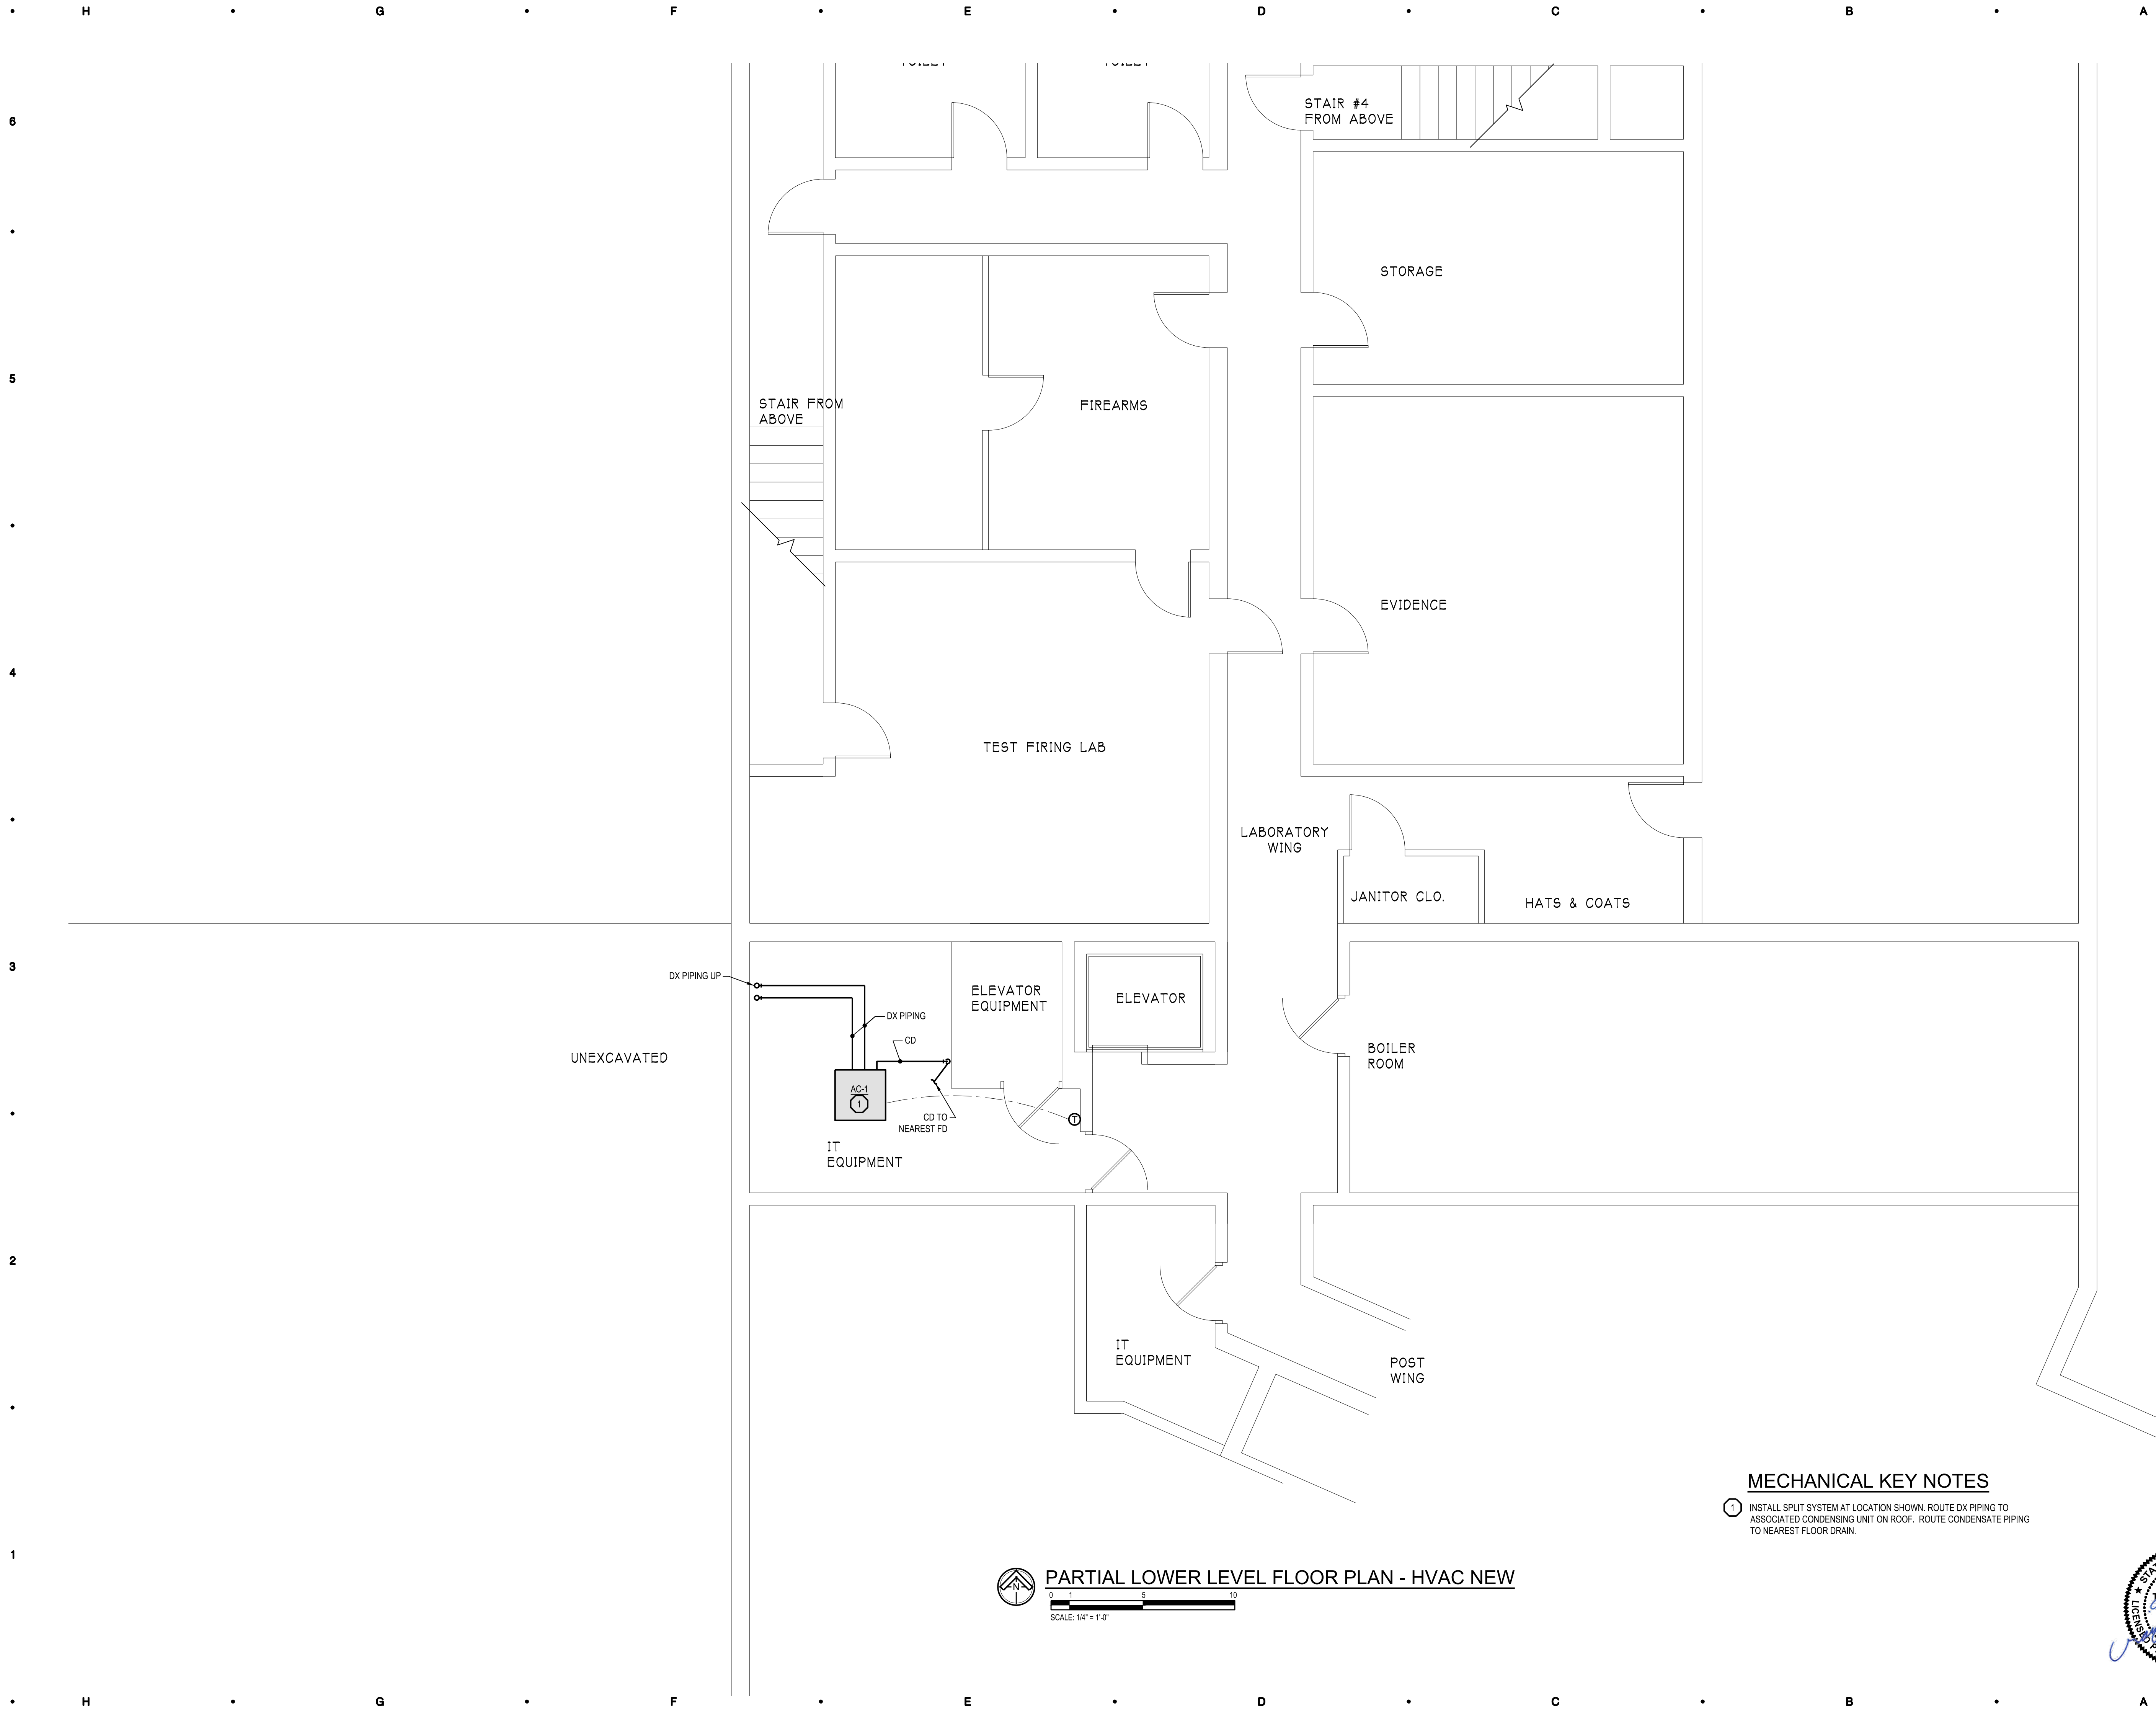 H G F E D C B A
6
STAIR #4
FROM ABOVE
STORAGE
5
STAIR FROM
ABOVE
FIREARMS
EVIDENCE
4
TEST FIRING LAB
LABORATORY
WING
JANITOR CLO.
HATS & COATS
3
DX PIPING UP
ELEVATOR
EQUIPMENT
ELEVATOR
DX PIPING
CD
UNEXCAVATED
BOILER
ROOM
AC-1
1
CD TO
NEAREST FD
T
IT
EQUIPMENT
2
IT
EQUIPMENT
POST
WING
MECHANICAL KEY NOTES
1 INSTALL SPLIT SYSTEM AT LOCATION SHOWN. ROUTE DX PIPING TO
ASSOCIATED CONDENSING UNIT ON ROOF. ROUTE CONDENSATE PIPING
TO NEAREST FLOOR DRAIN.
1
N
PARTIAL LOWER LEVEL FLOOR PLAN - HVAC NEW
0 1 5 10
SCALE: 1/4" = 1'-0"
H G F E D C B A